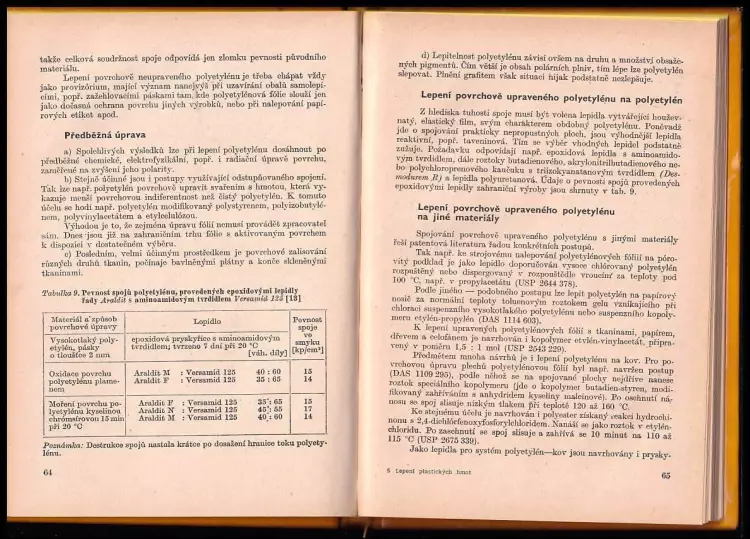 takže celková soudržnost spoje odpovídá jen zlomku pevnosti původního
materiálu.
Lepení povrchově neupraveného polyetylénu je třeba chápat vždy
jako provizórium, mající význam nanejvýš při uzavírání obalů samolepí-
cími, popř. zažehlovacími páskami tam, kde polyetylénová fólie slouží jen
jako dočasná ochrana povrchu jiných výrobků, nebo při nalepování papí-
rových etiket apod.
Předběžná úprava
a) Spolehlivých výsledků lze při lepení polyetylénu dosáhnout po
předběžné chemické, elektrofyzikální, popř. i radiační úpravě povrchu,
zaměřené na zvýšení jeho polarity.
b) Stejně účinné jsou i postupy využívající odstupňovaného spojení.
Tak lze např. polyetylén povrchově upravit svařením s hmotou, která vy-
kazuje menší povrchovou indiferentnost než čistý polyetylén. K tomuto
účelu se hodí např. polyetylén modifikovaný polystyrenem, polyizobutylé-
nem, polyvinylacetátem a etylcelulózou.
Výhodou je to, že zejména úpravu fólií nemusí provádět zpracovatel
sám. Dnes jsou již na zahraničním trhu fólie s aktivovaným povrchem
k dispozici v dostatečném výběru.
c) Posledním, velmi účinným prostředkem je povrchové zalisování
různých druhů tkanin, počínaje bavlněnými plátny a konče skleněnými
tkaninami.
Tabulka 9. Pevnost spojů polyetylénu, provedených epoxidovými lepidly
řady Araldit s aminoamidovým tvrdidlem Versamid 125 [18]
Materiál a způsob
povrchové úpravy
Lepidlo
Pevnost
spoje
ve
smyku
[kp/cm²]
Vysokotlaký poly-
etylén, pásky
o tloušťce 2 mm
epoxidová pryskyřice s aminoamidovým
tvrdidlem; tvrzeno 7 dní při 20 °C
[váh. díly]
Oxidace povrchu
polyetylénu plame-
nem
Araldit M : Versamid 125 40 : 60 15
Araldit F : Versamid 125 35 : 65 14
Moření povrchu po-
lyetylénu kyselinou
chrómsírovou 15 min
při 20 °C
Araldit F : Versamid 125 35 : 65 15
Araldit N : Versamid 125 45 : 55 17
Araldit M : Versamid 125 40 : 60 14
Poznámka: Destrukce spojů nastala krátce po dosažení hranice toku polyety-
lénu.
64
d) Lepitelnost polyetylénu závisí ovšem na druhu a množství obsaže-
ných pigmentů. Čím větší je obsah polárních plniv, tím lépe lze polyetylén
slepovat. Plnění grafitem však situaci nijak podstatně nezlepšuje.
Lepení povrchově upraveného polyetylénu na polyetylén
Z hlediska tuhosti spoje musí být volena lepidla vytvářející houžev-
natý, elastický film, svým charakterem obdobný polyetylénu. Poněvadž
jde o spojování prakticky nepropustných ploch, jsou výhodnější lepidla
reaktivní, popř. taveninová. Tím se výběr vhodných lepidel podstatně
zužuje. Požadavku odpovídají např. epoxidová lepidla s aminoamido-
vým tvrdidlem, dále roztoky butadienového, akrylonitrilbutadienového ne-
bo polychloroprenového kaučuku s triizokyanatanovým tvrdidlem (Des-
modurem R) a lepidla polyuretanová. Údaje o pevnosti spojů provedených
epoxidovými lepidly zahraniční výroby jsou shrnuty v tab. 9.
Lepení povrchově upraveného polyetylénu
na jiné materiály
Spojování povrchově upraveného polyetylénu s jinými materiály
řeší patentová literatura řadou konkrétních postupů.
Tak např. ke strojovému nalepování polyetylénových fólií na póro-
vitý podklad je jako lepidlo doporučován vysoce chlórovaný polyetylén
rozpuštěný nebo dispergovaný v rozpouštědle vroucím za teploty pod
100 °C, např. v propylacetátu (USP 2644 378).
Podle jiného — podobného postupu lze lepit polyetylén na papírový
nosič za normální teploty toluenovým roztokem gelu vznikajícího při
chloraci suspenzního vysokotlakého polyetylénu nebo suspenzního kopoly-
meru etylén-propylén (DAS 1114 603).
K lepení upravených polyetylénových fólií s tkaninami, papírem,
dřevem a celofánem je navrhován i kopolymer etylén-vinylacetát, připra-
vený v poměru 1,5 : 1 mol (USP 2543 229).
Předmětem mnoha návrhů je i lepení polyetylénu na kov. Pro po-
vrchovou úpravu plochů polyetylénovou fólií byl např. navržen postup
(DAS 1109 295), podle něhož se na spojované plochy nejdříve nanese
roztok speciálního kopolymeru (jde o kopolymer butadien-styren, modi-
fikovaný zahříváním s anhydridem kyseliny maleinové). Po oschnutí ná-
nosu se spoj slisuje nízkým tlakem při teplotě 120 až 160 °C.
Ke stejnému účelu je navrhován i polyester získaný reakcí hydrochi-
nonu s 2,4-dichlórfenoxyfosforylchloridem. Nanáší se jako roztok v etylén-
chloridu. Po zaschnutí se spoj slisuje a zahřívá se 10 minut na 110 až
115 °C (USP 2675 339).
Jako lepidla pro systém polyetylén—kov jsou navrhovány i prysky-
5 Lepení plastických hmot
65